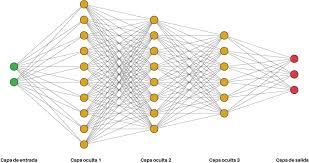 Capa de entrada
Capa oculta 1
Capa oculta 2
Capa oculta 3
Capa de salida